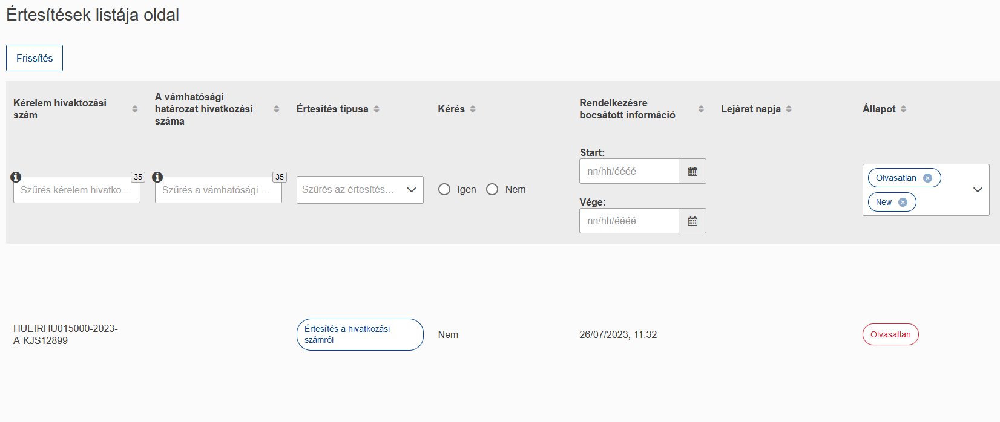 Értesítések listája oldal
Frissítés
Kérelem hivaktozási
szám
A vámhatósági
határozat hivatkozási
száma
Értesítés típusa
Kérés
Rendelkezésre
bocsátott információ
Lejárat napja
Állapot
35
Szűrés kérelem hivatko...
35
Szűrés a vámhatósági ...
Szűrés az értesítés...
Igen
Nem
Start:
nn/hh/éééé
Vége:
nn/hh/éééé
Olvasatlan
New
HUEIRHU015000-2023-
A-KJS12899
Értesítés a hivatkozási
számról
Nem
26/07/2023, 11:32
Olvasatlan